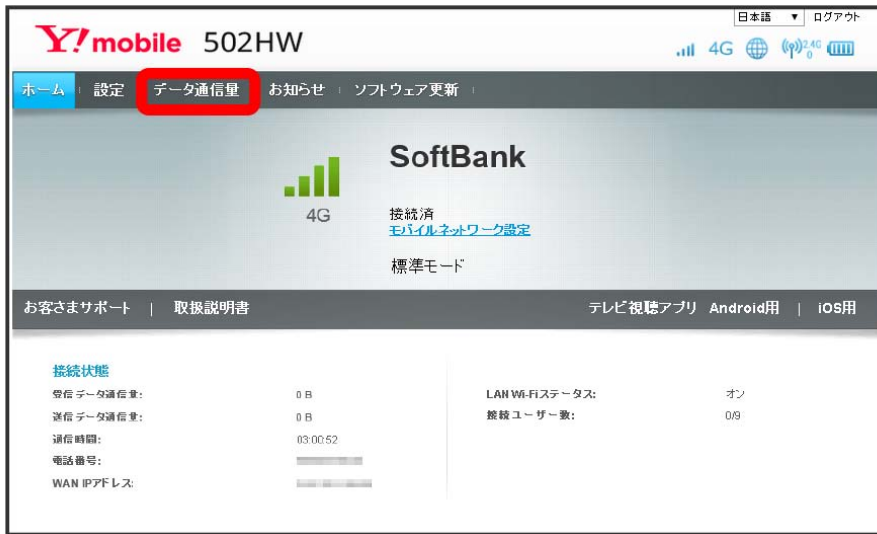 日本語 ▼ ログアウト
Y!mobile 502HW
4G 2.4G 0
ホーム 設定 データ通信量 お知らせ ソフトウェア更新
SoftBank
4G
接続済
モバイルネットワーク設定
標準モード
お客さまサポート | 取扱説明書 テレビ視聴アプリ Android用 | iOS用
接続状態
受信データ通信量: 0 B LAN Wi-Fiステータス: オン
送信データ通信量: 0 B 接続ユーザー数: 0/9
通信時間: 03:00:52
電話番号:
WAN IPアドレス: